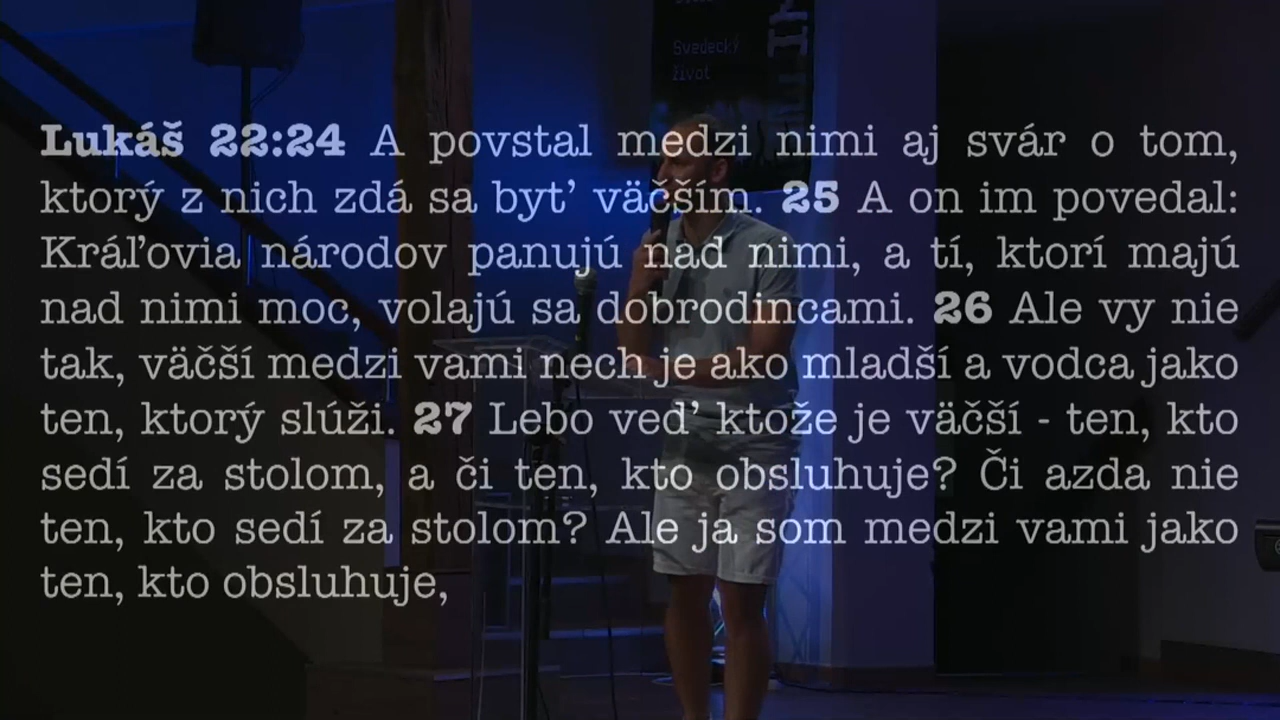 Svedecký
život
Lukáš 22:24 A povstal medzi nimi aj svár o tom,
ktorý z nich zdá sa byť väčším. 25 A on im povedal:
Kráľovia národov panujú nad nimi, a tí, ktorí majú
nad nimi moc, volajú sa dobrodincami. 26 Ale vy nie
tak, väčší medzi vami nech je ako mladší a vodca jako
ten, ktorý slúži. 27 Lebo veď ktože je väčší - ten, kto
sedí za stolom, a či ten, kto obsluhuje? Či azda nie
ten, kto sedí za stolom? Ale ja som medzi vami jako
ten, kto obsluhuje,